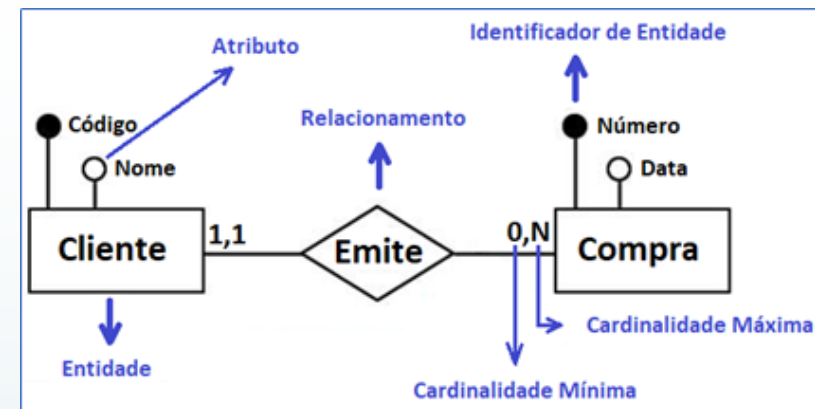 Identificador de Entidade
Atributo
Relacionamento
Código
Número
Nome
Data
Cliente
1,1
Emite
0,N
Compra
Cardinalidade Máxima
Entidade
Cardinalidade Mínima